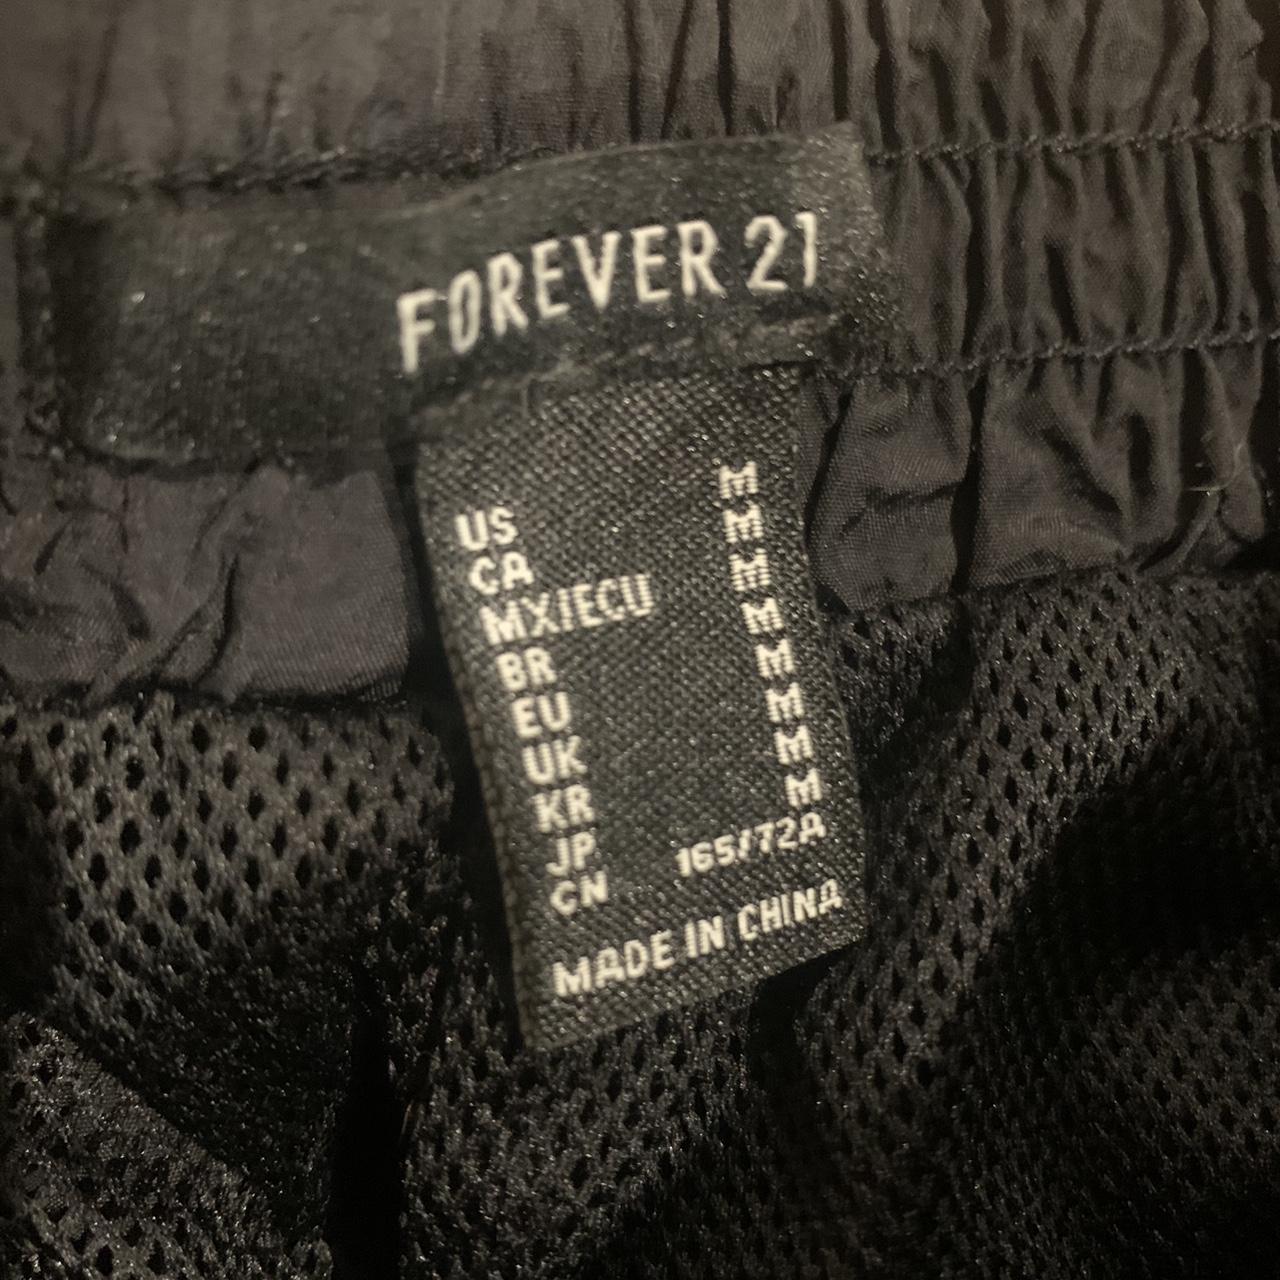 FOREVER 21
US M
CA M
MX|ECU M
BR M
EU M
UK M
KR M
JP M
CN 165/72A
MADE IN CHINA